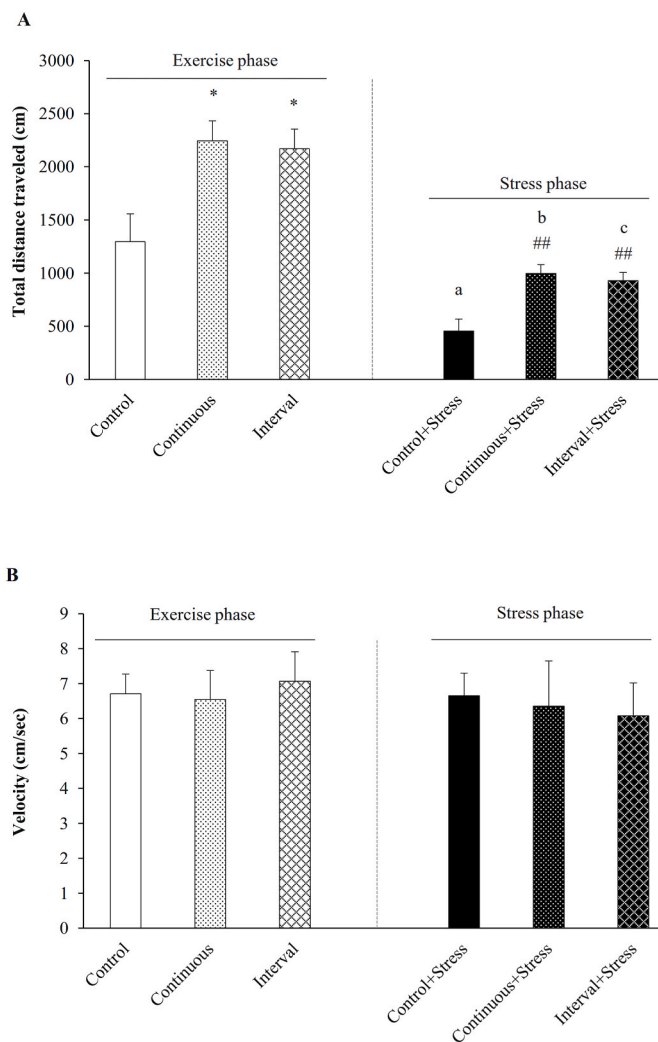 A
Exercise phase
Total distance traveled (cm)
3000
2500
2000
1500
1000
500
0
*
*
Stress phase
a
b
##
c
##
Control
Continuous
Interval
Control+Stress
Continuous+Stress
Interval+Stress
B
Exercise phase
Stress phase
Velocity (cm/sec)
9
8
7
6
5
4
3
2
1
0
Control
Continuous
Interval
Control+Stress
Continuous+Stress
Interval+Stress